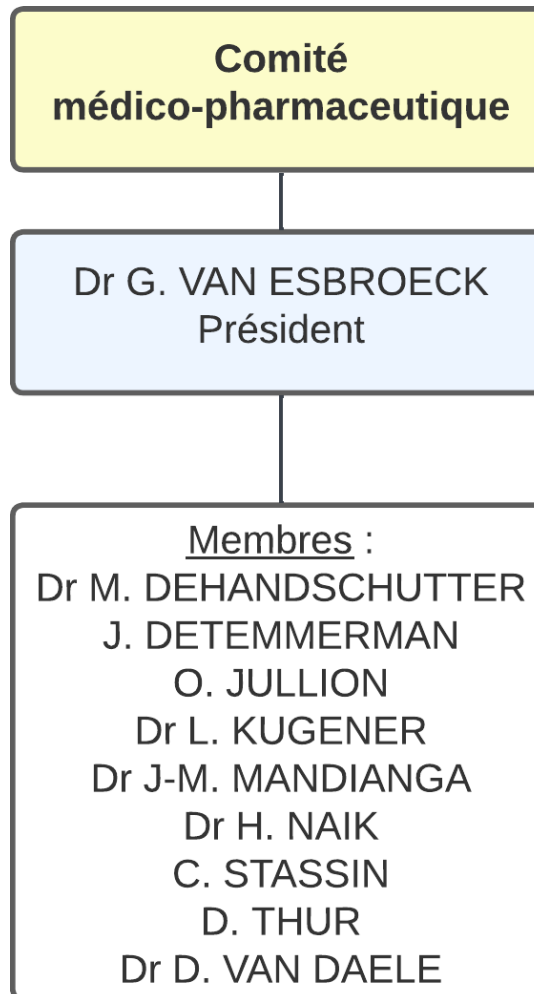 Comité
médico-pharmaceutique
Dr G. VAN ESBROECK
Président
Membres :
Dr M. DEHANDSCHUTTER
J. DETEMMERMAN
O. JULLION
Dr L. KUGENER
Dr J-M. MANDIANGA
Dr H. NAIK
C. STASSIN
D. THUR
Dr D. VAN DAELE